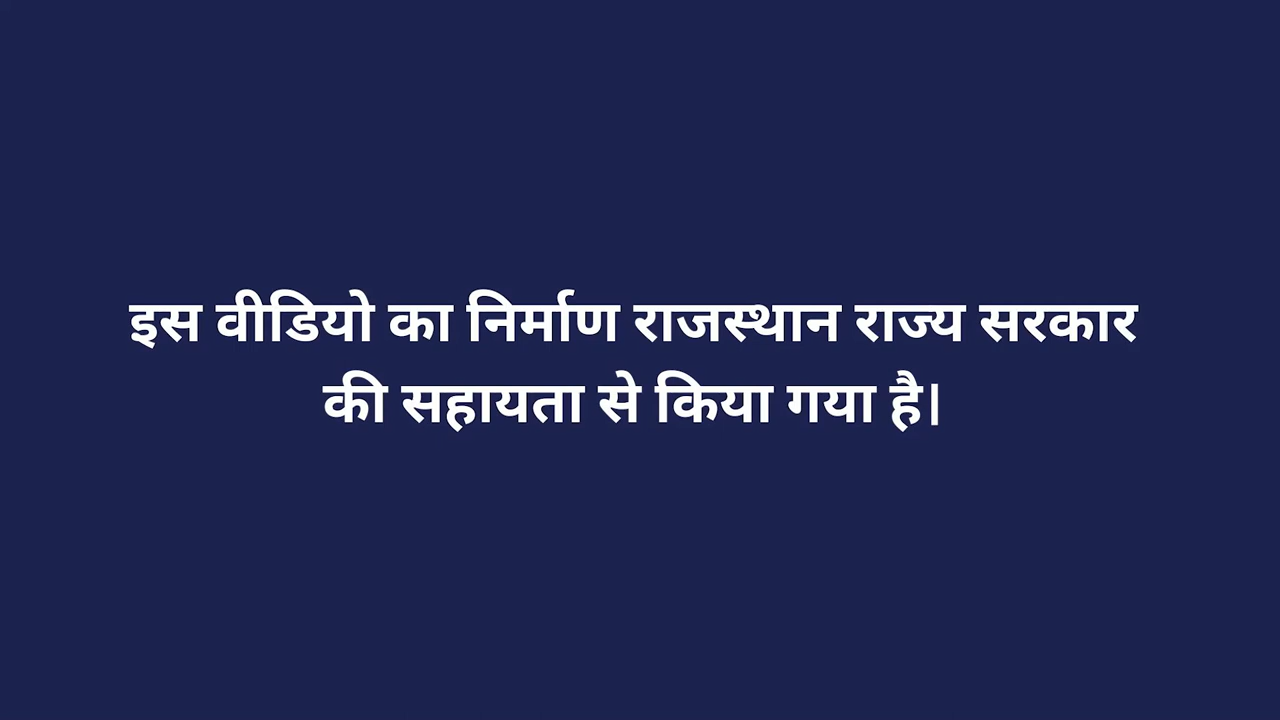 इस वीडियो का निर्माण राजस्थान राज्य सरकार
की सहायता से किया गया है।